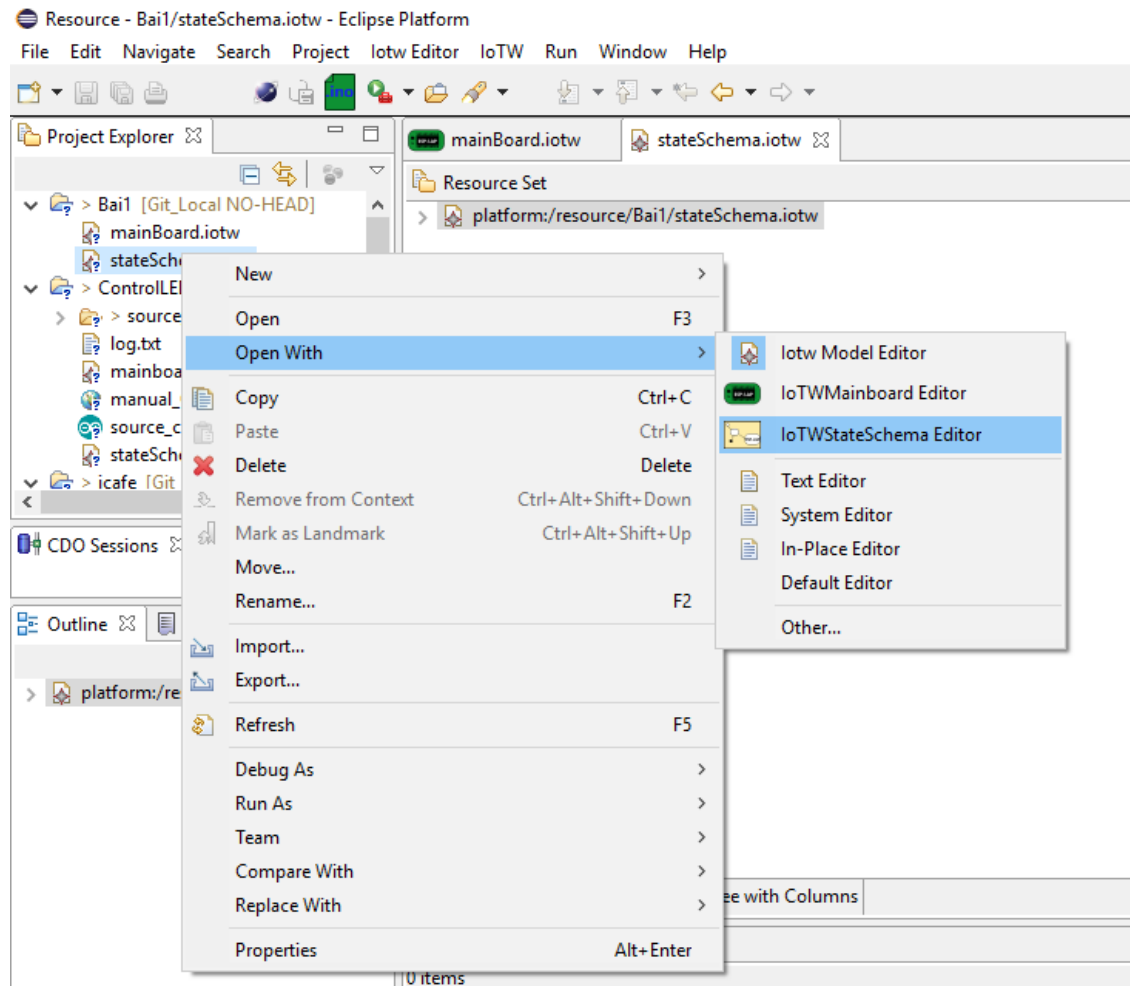 Resource - Bai1/stateSchema.iotw - Eclipse Platform
File Edit Navigate Search Project Iotw Editor IoTW Run Window Help
.ino
Project Explorer
mainBoard.iotw
stateSchema.iotw
Resource Set
> Bai1 [Git_Local NO-HEAD]
platform:/resource/Bai1/stateSchema.iotw
mainBoard.iotw
stateSche
> ControlLE
> source
log.txt
mainboa
manual_
source_c
stateSche
> icafe [Git
CDO Sessions
Outline
platform:/re
New
Open F3
Open With
Copy Ctrl+C
Paste Ctrl+V
Delete Delete
Remove from Context Ctrl+Alt+Shift+Down
Mark as Landmark Ctrl+Alt+Shift+Up
Move...
Rename... F2
Import...
Export...
Refresh F5
Debug As
Run As
Team
Compare With
Replace With
Properties Alt+Enter
Iotw Model Editor
IoTWMainboard Editor
IoTWStateSchema Editor
Text Editor
System Editor
In-Place Editor
Default Editor
Other...
ee with Columns
0 items